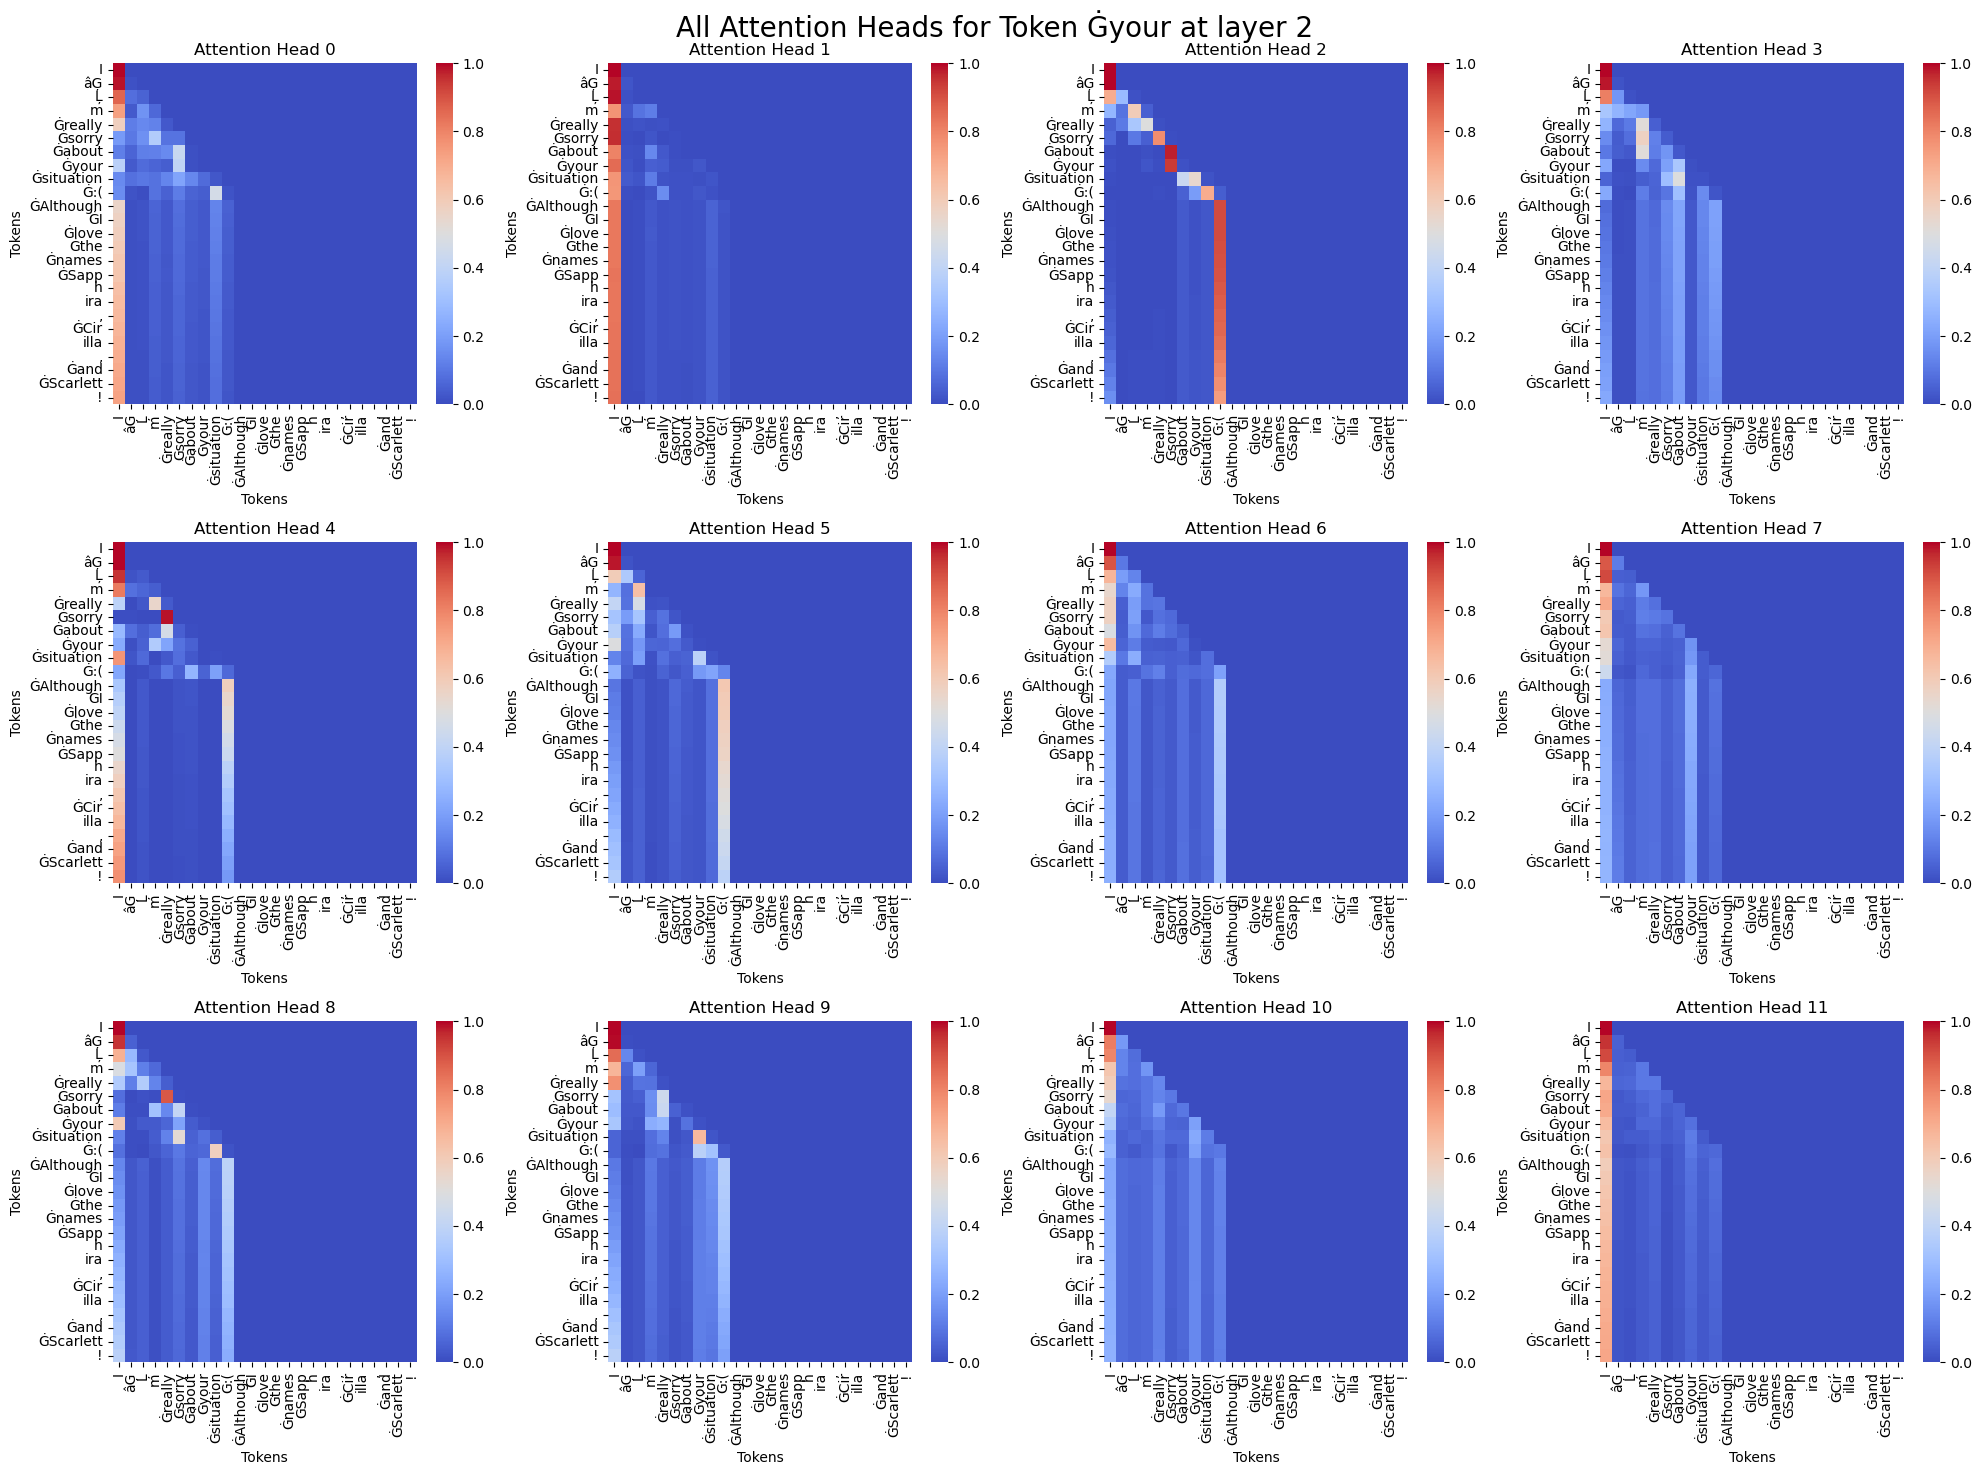 All Attention Heads for Token Ġyour at layer 2
Attention Head 0
Attention Head 1
Attention Head 2
Attention Head 3
Tokens
I
âĢ
Ļ
m
Ġreally
Ġsorry
Ġabout
Ġyour
Ġsituation
Ġ:(
ĠAlthough
ĠI
Ġlove
Ġthe
Ġnames
ĠSapp
h
ira
,
ĠCir
illa
,
Ġand
ĠScarlett
!
1.0
0.8
0.6
0.4
0.2
0.0
Tokens
Attention Head 4
Attention Head 5
Attention Head 6
Attention Head 7
Tokens
Attention Head 8
Attention Head 9
Attention Head 10
Attention Head 11
Tokens